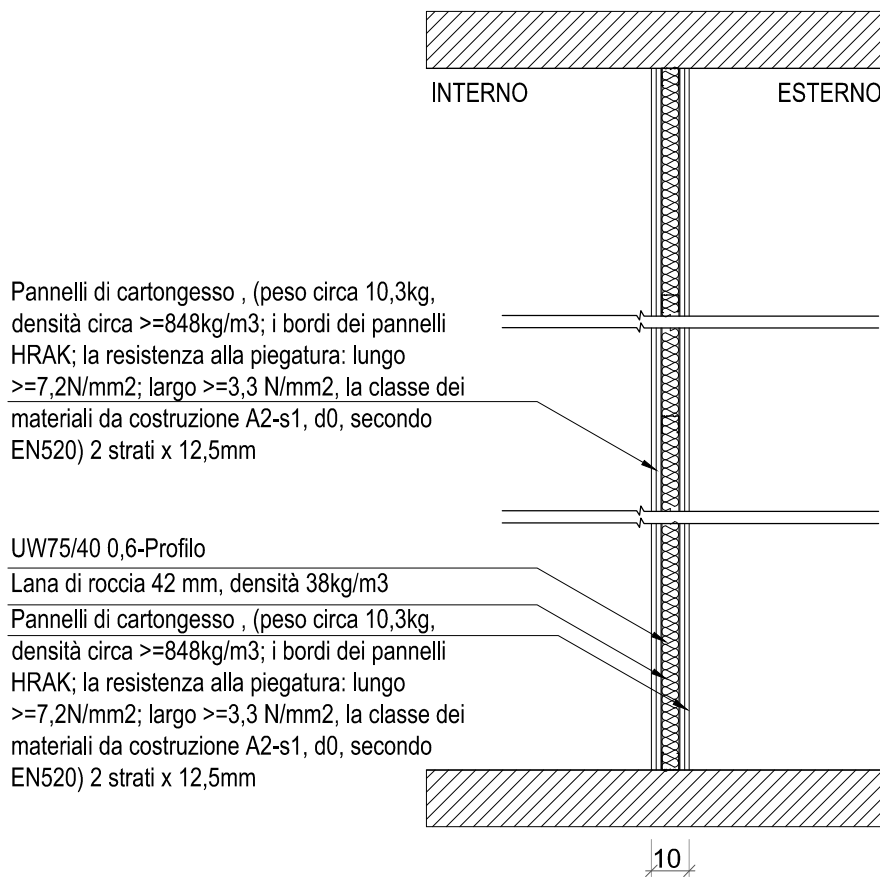 INTERNO
ESTERNO
Pannelli di cartongesso , (peso circa 10,3kg,
densità circa >=848kg/m3; i bordi dei pannelli
HRAK; la resistenza alla piegatura: lungo
>=7,2N/mm2; largo >=3,3 N/mm2, la classe dei
materiali da costruzione A2-s1, d0, secondo
EN520) 2 strati x 12,5mm
UW75/40 0,6-Profilo
Lana di roccia 42 mm, densità 38kg/m3
Pannelli di cartongesso , (peso circa 10,3kg,
densità circa >=848kg/m3; i bordi dei pannelli
HRAK; la resistenza alla piegatura: lungo
>=7,2N/mm2; largo >=3,3 N/mm2, la classe dei
materiali da costruzione A2-s1, d0, secondo
EN520) 2 strati x 12,5mm
10